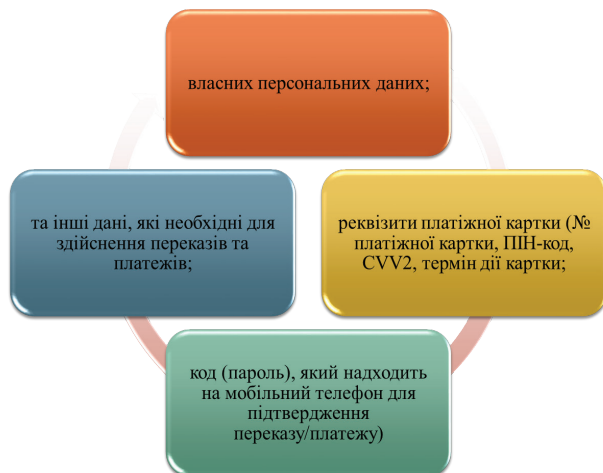 власних персональних даних;
реквізити платіжної картки (№
платіжної картки, ПІН-код,
CVV2, термін дії картки;
код (пароль), який надходить
на мобільний телефон для
підтвердження
переказу/платежу)
та інші дані, які необхідні для
здійснення переказів та
платежів;